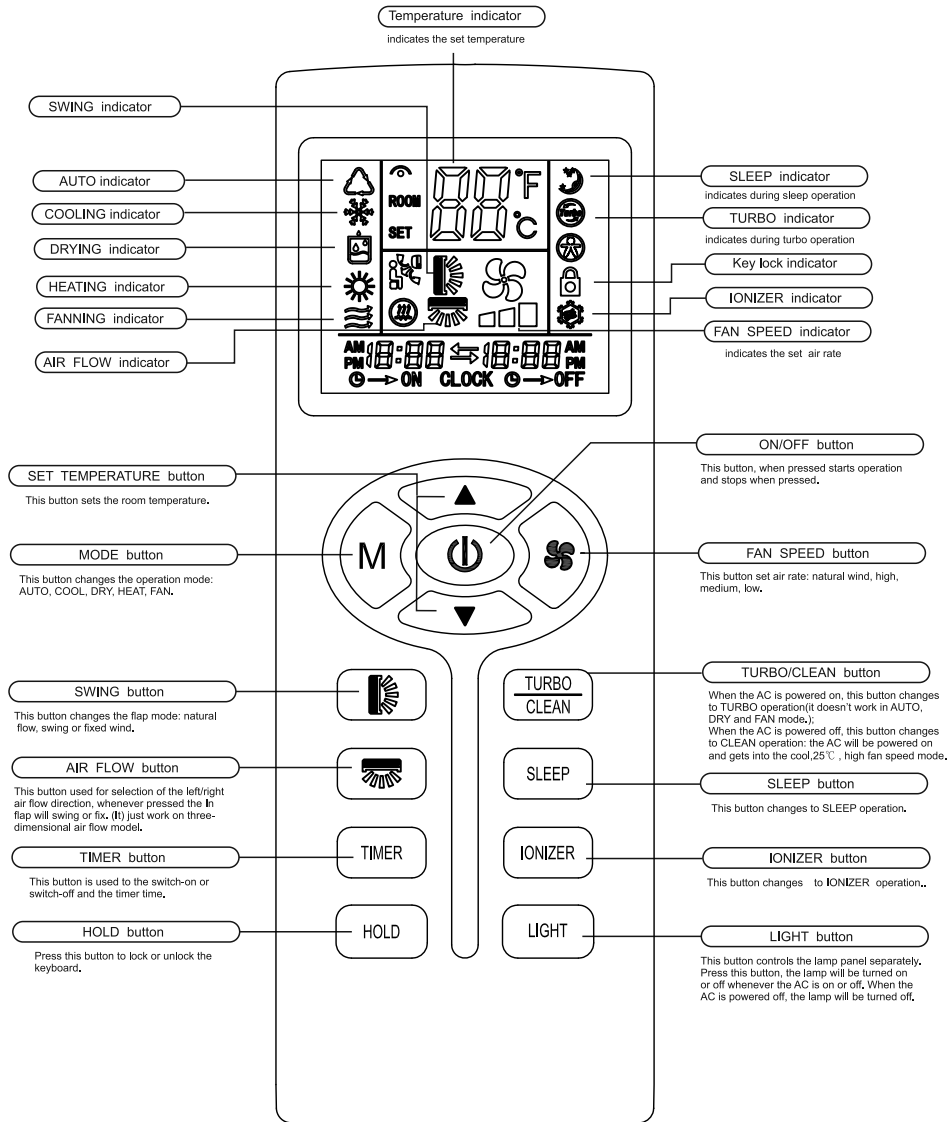 Temperature indicator
indicates the set temperature
SWING indicator
AUTO indicator
COOLING indicator
DRYING indicator
HEATING indicator
FANNING indicator
AIR FLOW indicator
ROOM
SET
88
°F
°C
Turbo
AM
PM
18:88
18:88
AM
PM
ON
CLOCK
OFF
SLEEP indicator
indicates during sleep operation
TURBO indicator
indicates during turbo operation
Key lock indicator
IONIZER indicator
FAN SPEED indicator
indicates the set air rate
SET TEMPERATURE button
This button sets the room temperature.
MODE button
This button changes the operation mode:
AUTO, COOL, DRY, HEAT, FAN.
SWING button
This button changes the flap mode: natural
flow, swing or fixed wind.
AIR FLOW button
This button used for selection of the left/right
air flow direction, whenever pressed the In
flap will swing or fix. (It) just work on three-
dimensional air flow model.
TIMER button
This button is used to the switch-on or
switch-off and the timer time.
HOLD button
Press this button to lock or unlock the
keyboard.
M
TURBO
CLEAN
SLEEP
TIMER
IONIZER
HOLD
LIGHT
ON/OFF button
This button, when pressed starts operation
and stops when pressed.
FAN SPEED button
This button set air rate: natural wind, high,
medium, low.
TURBO/CLEAN button
When the AC is powered on, this button changes
to TURBO operation(it doesn't work in AUTO,
DRY and FAN mode.);
When the AC is powered off, this button changes
to CLEAN operation: the AC will be powered on
and gets into the cool,25℃ , high fan speed mode.
SLEEP button
This button changes to SLEEP operation.
IONIZER button
This button changes to IONIZER operation..
LIGHT button
This button controls the lamp panel separately.
Press this button, the lamp will be turned on
or off whenever the AC is on or off. When the
AC is powered off, the lamp will be turned off.